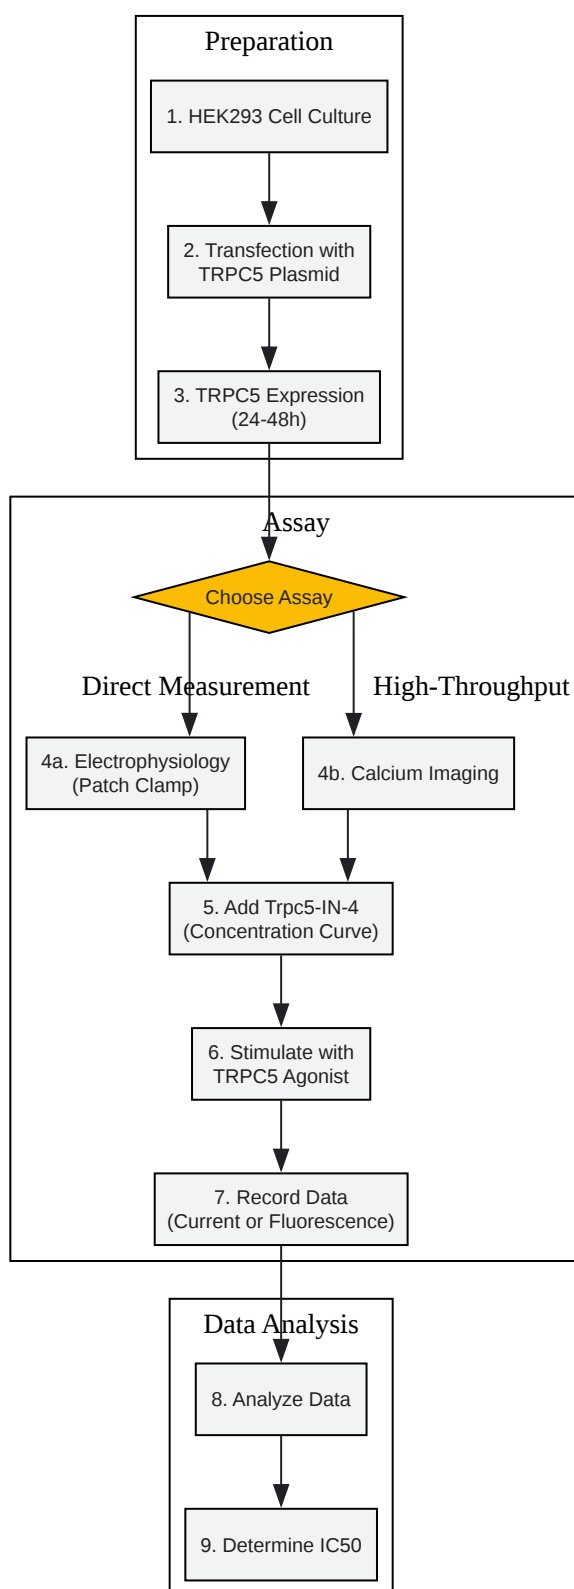 Preparation
1. HEK293 Cell Culture
2. Transfection with
TRPC5 Plasmid
3. TRPC5 Expression
(24-48h)
Assay
Choose Assay
Direct Measurement
High-Throughput
4a. Electrophysiology
(Patch Clamp)
4b. Calcium Imaging
5. Add Trpc5-IN-4
(Concentration Curve)
6. Stimulate with
TRPC5 Agonist
7. Record Data
(Current or Fluorescence)
Data Analysis
8. Analyze Data
9. Determine IC50